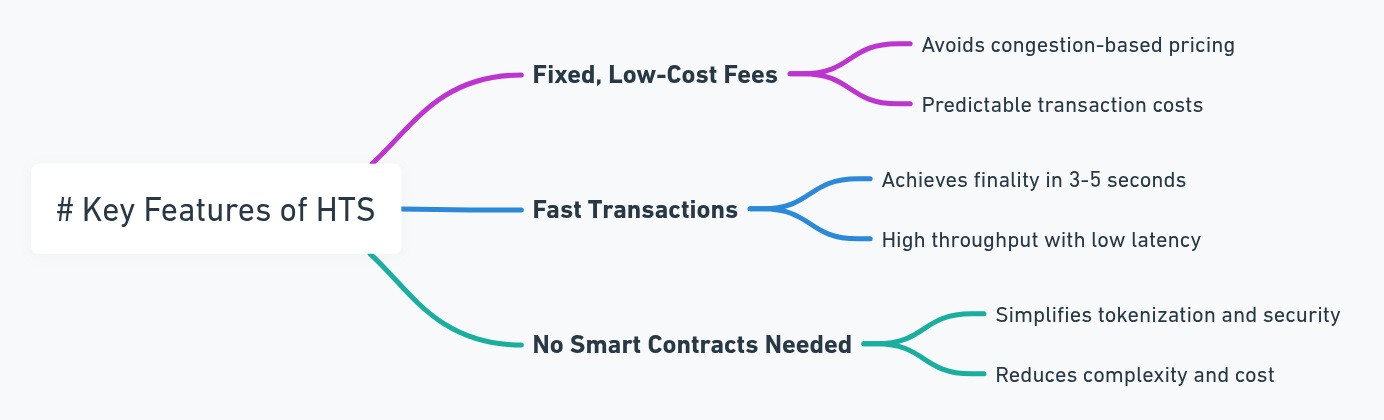 # Key Features of HTS
Fixed, Low-Cost Fees
Avoids congestion-based pricing
Predictable transaction costs
Fast Transactions
Achieves finality in 3-5 seconds
High throughput with low latency
No Smart Contracts Needed
Simplifies tokenization and security
Reduces complexity and cost